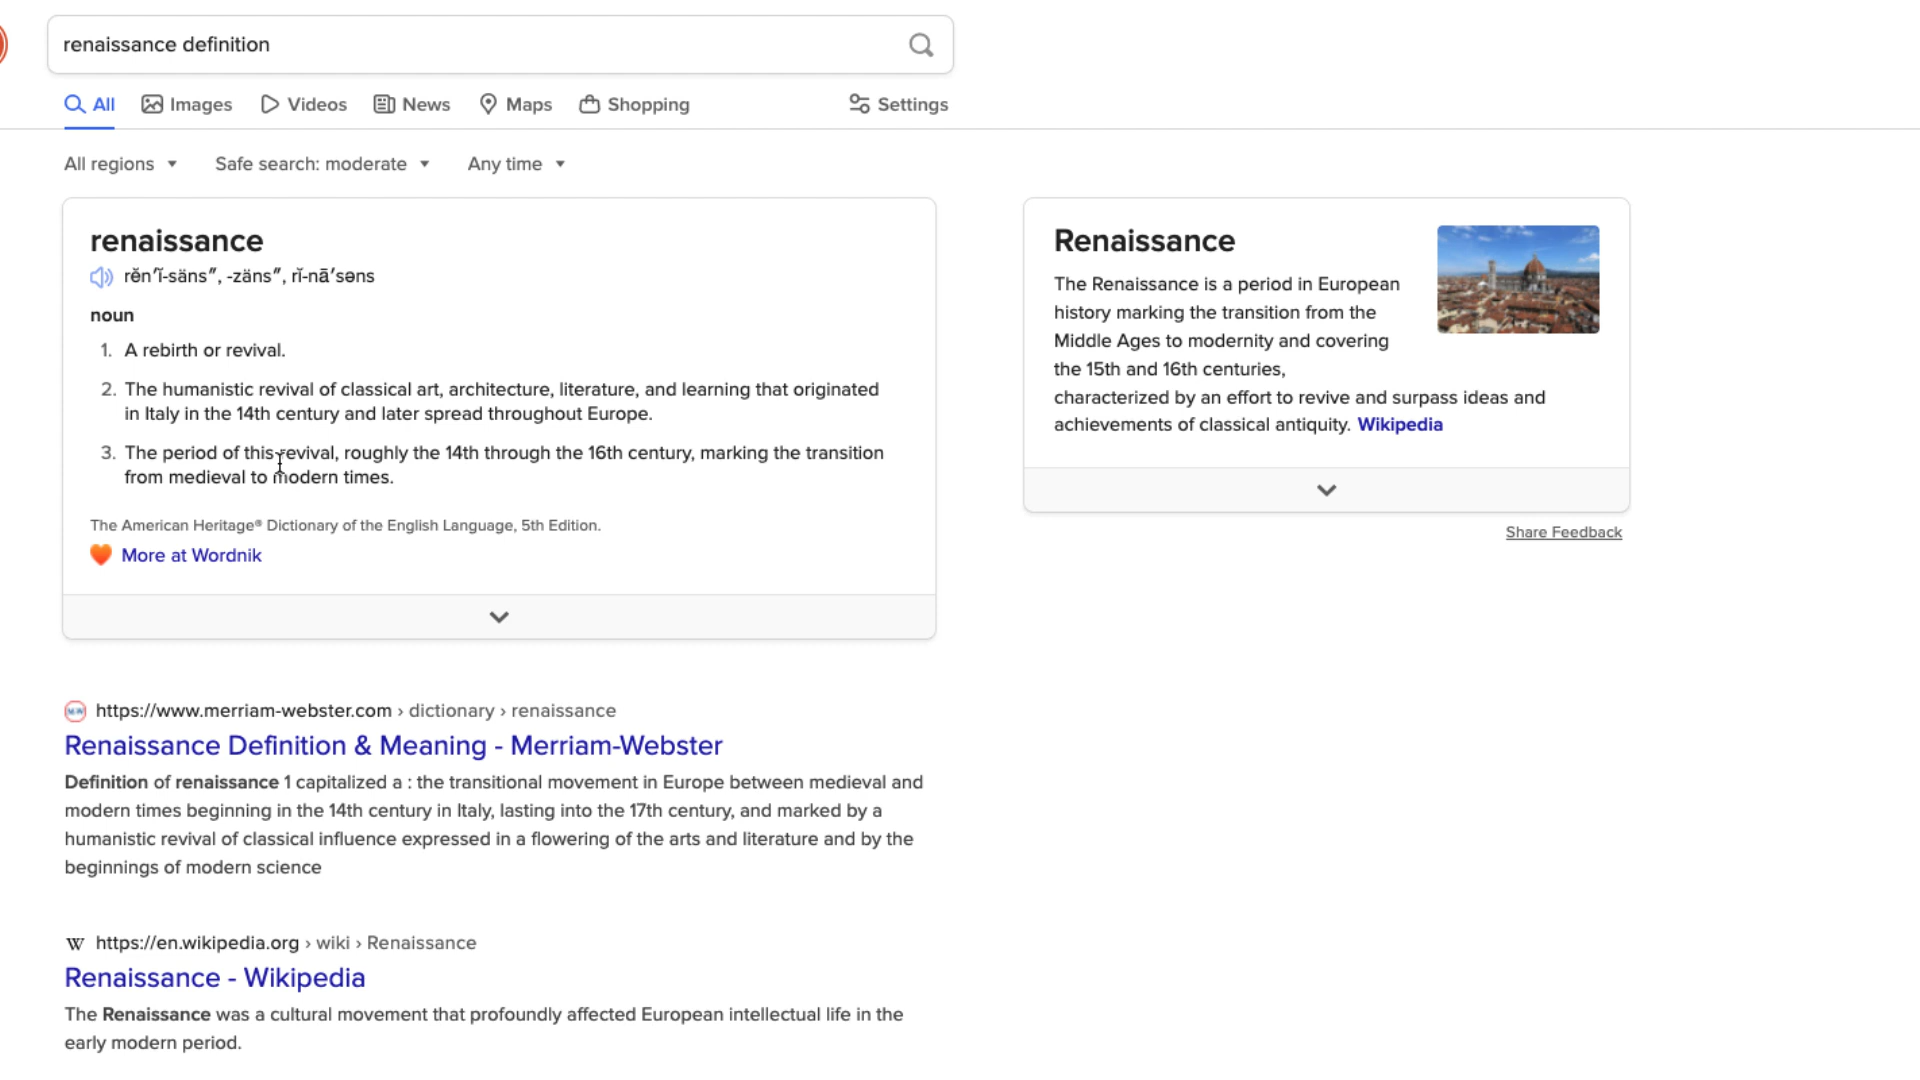 renaissance definition
All
Images
Videos
News
Maps
Shopping
Settings
All regions
Safe search: moderate
Any time
renaissance
rĕn′ĭ-säns″, -zäns″, rĭ-nā′səns
noun
1. A rebirth or revival.
2. The humanistic revival of classical art, architecture, literature, and learning that originated
in Italy in the 14th century and later spread throughout Europe.
3. The period of this revival, roughly the 14th through the 16th century, marking the transition
from medieval to modern times.
The American Heritage® Dictionary of the English Language, 5th Edition.
More at Wordnik
Renaissance
The Renaissance is a period in European
history marking the transition from the
Middle Ages to modernity and covering
the 15th and 16th centuries,
characterized by an effort to revive and surpass ideas and
achievements of classical antiquity. Wikipedia
Share Feedback
https://www.merriam-webster.com › dictionary › renaissance
Renaissance Definition & Meaning - Merriam-Webster
Definition of renaissance 1 capitalized a : the transitional movement in Europe between medieval and
modern times beginning in the 14th century in Italy, lasting into the 17th century, and marked by a
humanistic revival of classical influence expressed in a flowering of the arts and literature and by the
beginnings of modern science
W https://en.wikipedia.org › wiki › Renaissance
Renaissance - Wikipedia
The Renaissance was a cultural movement that profoundly affected European intellectual life in the
early modern period.